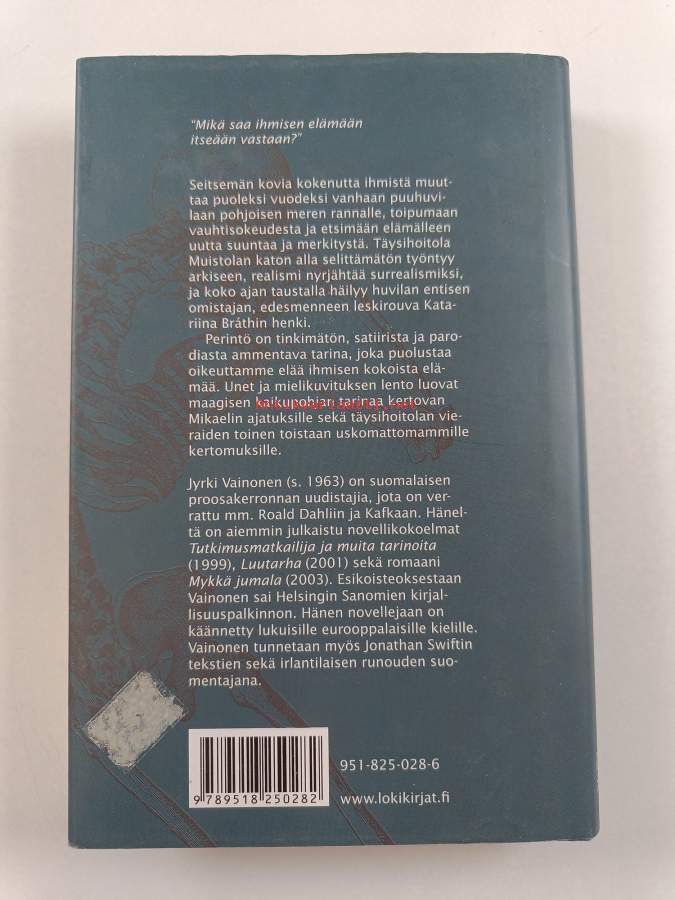 "Mikä saa ihmisen elämään
itseään vastaan?"
Seitsemän kovia kokenutta ihmistä muut-
taa puoleksi vuodeksi vanhaan puuhuvi-
laan pohjoisen meren rannalle, toipumaan
vauhtisokeudesta ja etsimään elämälleen
uutta suuntaa ja merkitystä. Täysihoitola
Muistolan katon alla selittämätön työntyy
arkiseen, realismi nyrjähtää surrealismiksi,
ja koko ajan taustalla häilyy huvilan entisen
omistajan, edesmenneen leskirouva Kata-
riina Bráthin henki.
Perintö on tinkimätön, satiirista ja paro-
diasta ammentava tarina, joka puolustaa
oikeuttamme elää ihmisen kokoista elä-
mää. Unet ja mielikuvituksen lento luovat
maagisen kaikupohjan tarinaa kertovan
Mikaelin ajatuksille sekä täysihoitolan vie-
raiden toinen toistaan uskomattomammille
kertomuksille.
Jyrki Vainonen (s. 1963) on suomalaisen
proosakerronnan uudistajia, jota on ver-
rattu mm. Roald Dahliin ja Kafkaan. Hänel-
tä on aiemmin julkaistu novellikokoelmat
Tutkimusmatkailija ja muita tarinoita
(1999), Luutarha (2001) sekä romaani
Mykkä jumala (2003). Esikoisteoksestaan
Vainonen sai Helsingin Sanomien kirjal-
lisuuspalkinnon. Hänen novellejaan on
käännetty lukuisille eurooppalaisille kielille.
Vainonen tunnetaan myös Jonathan Swiftin
tekstien sekä irlantilaisen runouden suo-
mentajana.
951-825-028-6
9 789518 250282
www.lokikirjat.fi